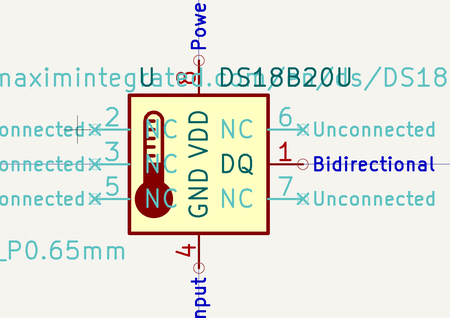 Powe
8
maximintegrated.com/en/ds/DS18
U DS18B20U
onnected 2 NC VDD NC 6 Unconnected
onnected 3 NC DQ 1 Bidirectional
onnected 5 NC GND NC 7 Unconnected
_P0.65mm
4
nput